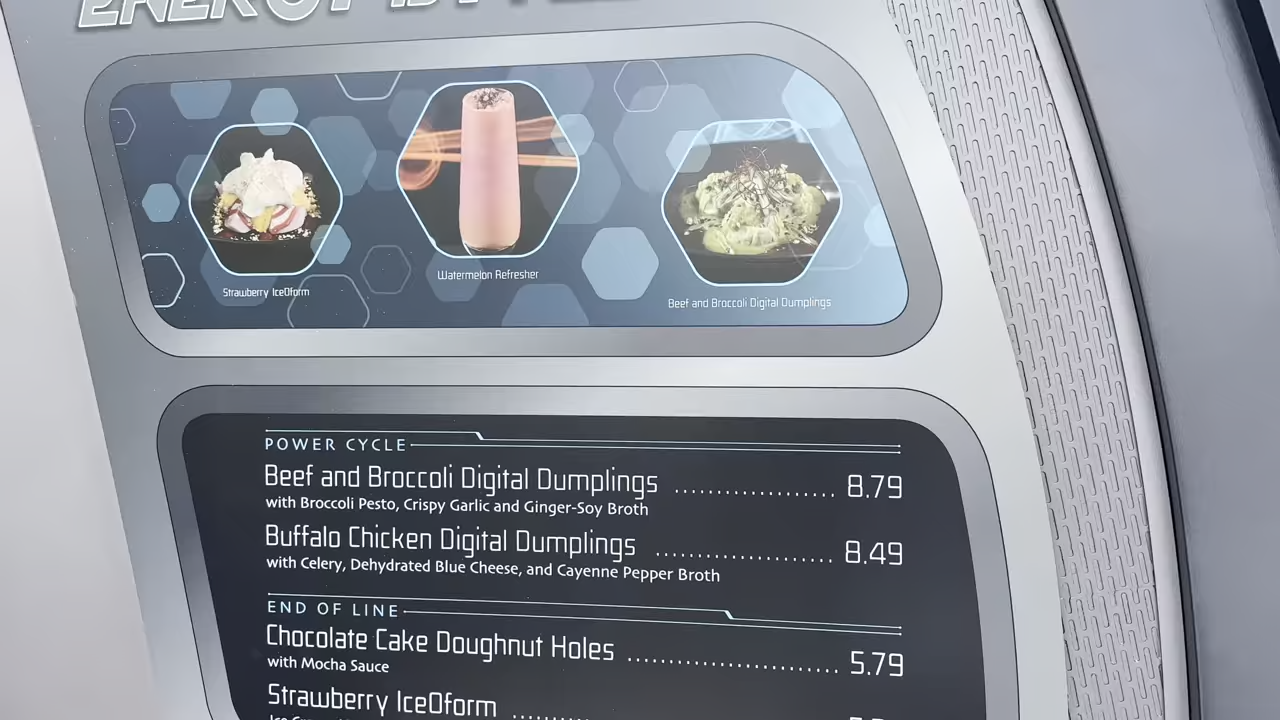 ENERGY BYTE
Strawberry IceOform
Watermelon Refresher
Beef and Broccoli Digital Dumplings
POWER CYCLE
Beef and Broccoli Digital Dumplings .................. 8.79
with Broccoli Pesto, Crispy Garlic and Ginger-Soy Broth
Buffalo Chicken Digital Dumplings .................... 8.49
with Celery, Dehydrated Blue Cheese, and Cayenne Pepper Broth
END OF LINE
Chocolate Cake Doughnut Holes ........................ 5.79
with Mocha Sauce
Strawberry IceOform